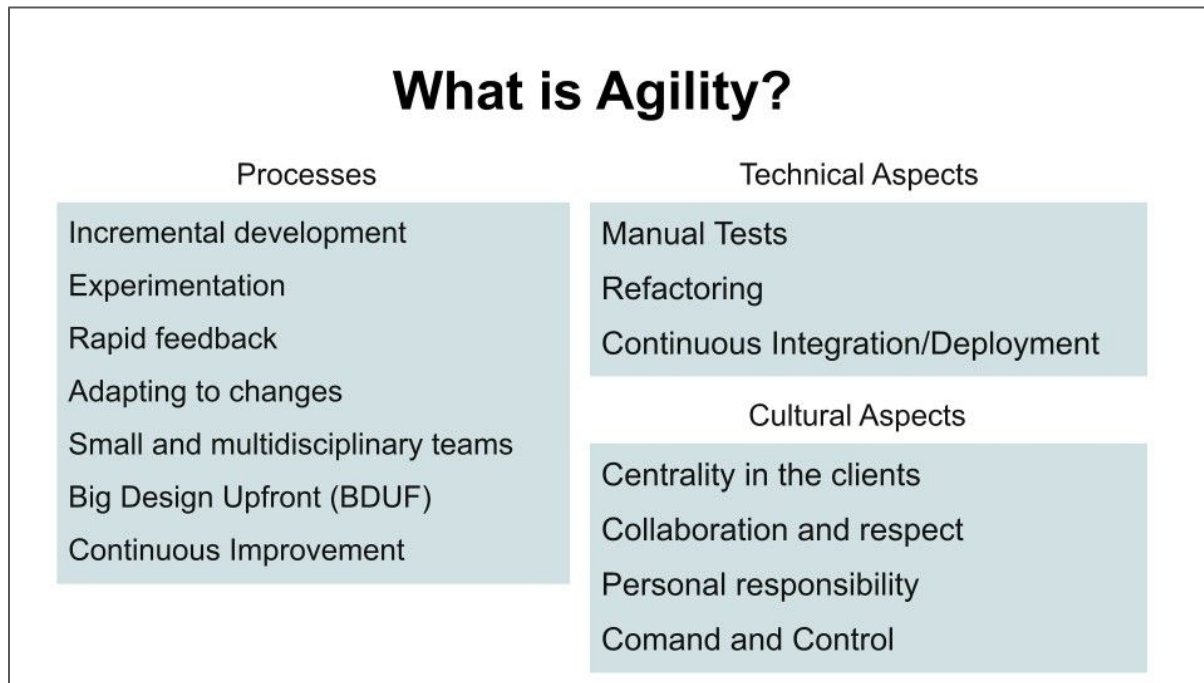 What is Agility?
Processes
Incremental development
Experimentation
Rapid feedback
Adapting to changes
Small and multidisciplinary teams
Big Design Upfront (BDUF)
Continuous Improvement
Technical Aspects
Manual Tests
Refactoring
Continuous Integration/Deployment
Cultural Aspects
Centrality in the clients
Collaboration and respect
Personal responsibility
Comand and Control